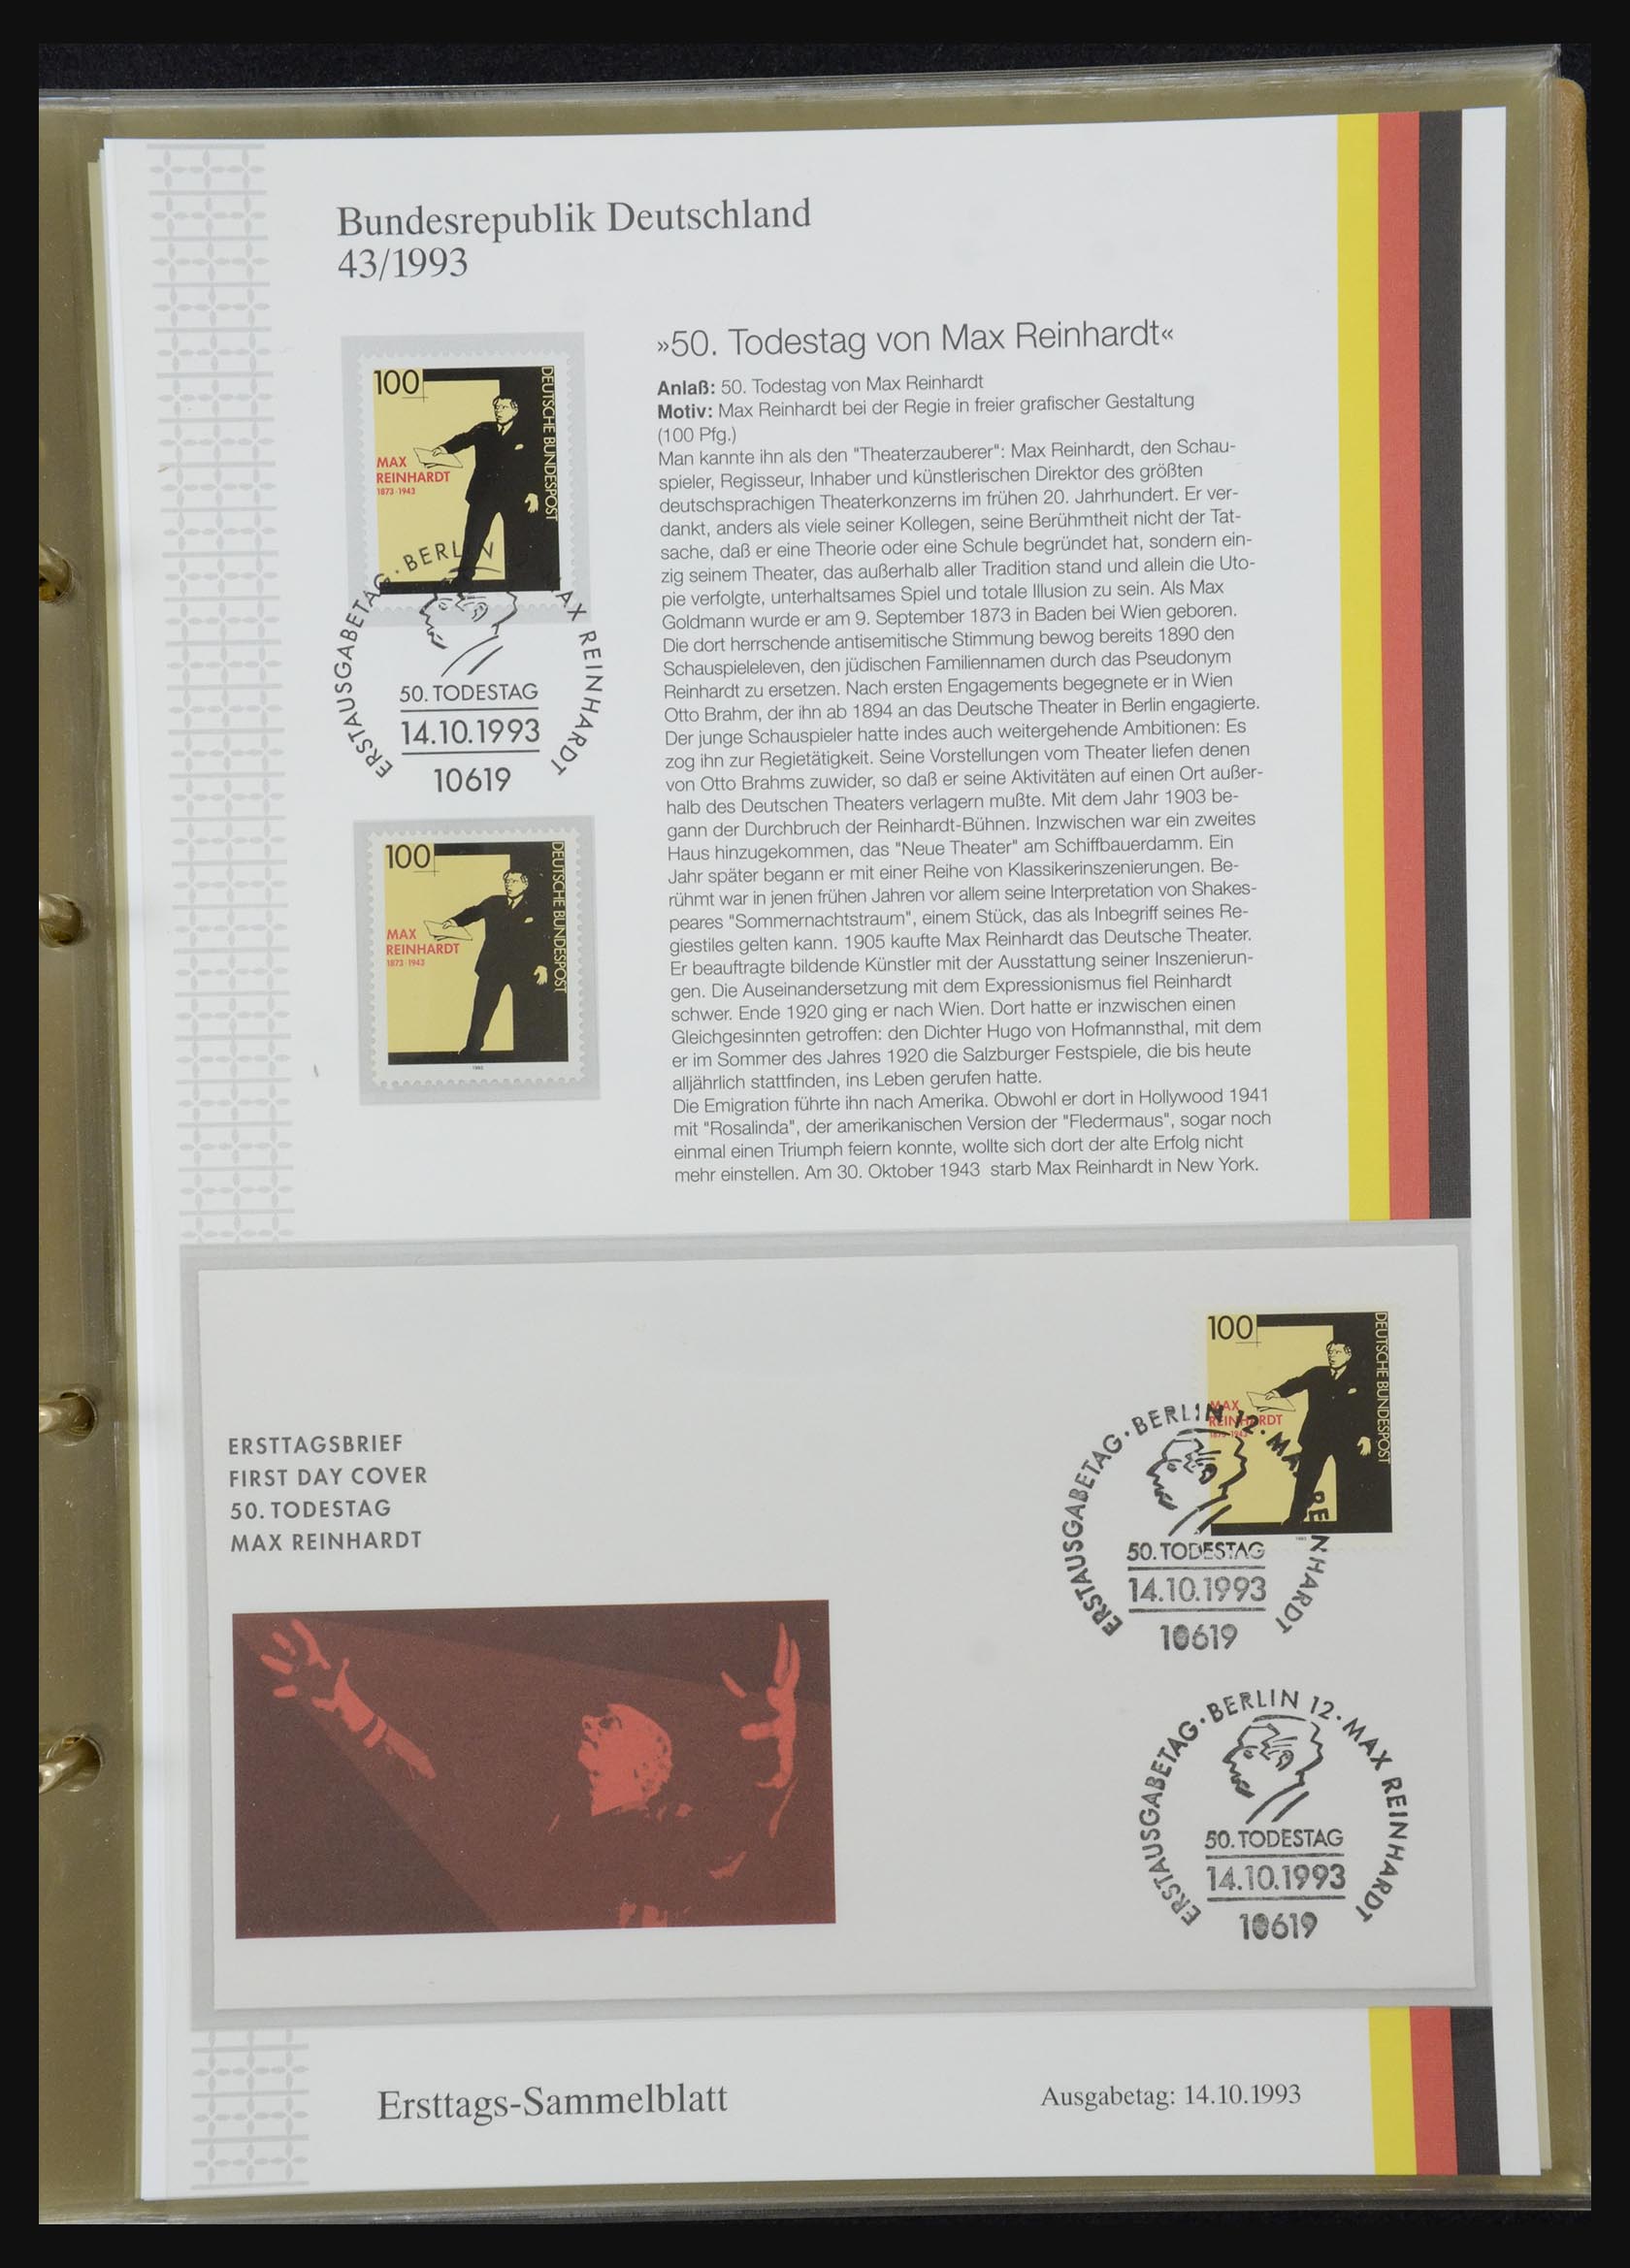 Bundesrepublik Deutschland
43/1993
100
DEUTSCHE BUNDESPOST
MAX
REINHARDT
1873 1943
ERSTAUSGABETAG · BERLIN AX REINHARDT
50. TODESTAG
14.10.1993
10619
100
DEUTSCHE BUNDESPOST
MAX
REINHARDT
1873 1943
1993
»50. Todestag von Max Reinhardt«
Anlaß: 50. Todestag von Max Reinhardt
Motiv: Max Reinhardt bei der Regie in freier grafischer Gestaltung
(100 Pfg.)
Man kannte ihn als den "Theaterzauberer": Max Reinhardt, den Schau-
spieler, Regisseur, Inhaber und künstlerischen Direktor des größten
deutschsprachigen Theaterkonzerns im frühen 20. Jahrhundert. Er ver-
dankt, anders als viele seiner Kollegen, seine Berühmtheit nicht der Tat-
sache, daß er eine Theorie oder eine Schule begründet hat, sondern ein-
zig seinem Theater, das außerhalb aller Tradition stand und allein die Uto-
pie verfolgte, unterhaltsames Spiel und totale Illusion zu sein. Als Max
Goldmann wurde er am 9. September 1873 in Baden bei Wien geboren.
Die dort herrschende antisemitische Stimmung bewog bereits 1890 den
Schauspieleleven, den jüdischen Familiennamen durch das Pseudonym
Reinhardt zu ersetzen. Nach ersten Engagements begegnete er in Wien
Otto Brahm, der ihn ab 1894 an das Deutsche Theater in Berlin engagierte.
Der junge Schauspieler hatte indes auch weitergehende Ambitionen: Es
zog ihn zur Regietätigkeit. Seine Vorstellungen vom Theater liefen denen
von Otto Brahms zuwider, so daß er seine Aktivitäten auf einen Ort außer-
halb des Deutschen Theaters verlagern mußte. Mit dem Jahr 1903 be-
gann der Durchbruch der Reinhardt-Bühnen. Inzwischen war ein zweites
Haus hinzugekommen, das "Neue Theater" am Schiffbauerdamm. Ein
Jahr später begann er mit einer Reihe von Klassikerinszenierungen. Be-
rühmt war in jenen frühen Jahren vor allem seine Interpretation von Shakes-
peares "Sommernachtstraum", einem Stück, das als Inbegriff seines Re-
giestiles gelten kann. 1905 kaufte Max Reinhardt das Deutsche Theater.
Er beauftragte bildende Künstler mit der Ausstattung seiner Inszenierun-
gen. Die Auseinandersetzung mit dem Expressionismus fiel Reinhardt
schwer. Ende 1920 ging er nach Wien. Dort hatte er inzwischen einen
Gleichgesinnten getroffen: den Dichter Hugo von Hofmannsthal, mit dem
er im Sommer des Jahres 1920 die Salzburger Festspiele, die bis heute
alljährlich stattfinden, ins Leben gerufen hatte.
Die Emigration führte ihn nach Amerika. Obwohl er dort in Hollywood 1941
mit "Rosalinda", der amerikanischen Version der "Fledermaus", sogar noch
einmal einen Triumph feiern konnte, wollte sich dort der alte Erfolg nicht
mehr einstellen. Am 30. Oktober 1943 starb Max Reinhardt in New York.
ERSTTAGSBRIEF
FIRST DAY COVER
50. TODESTAG
MAX REINHARDT
100
DEUTSCHE BUNDESPOST
MAX
REINHARDT
1873 1943
1993
ERSTAUSGABETAG · BERLIN 12 · MAX REINHARDT
50. TODESTAG
14.10.1993
10619
ERSTAUSGABETAG · BERLIN 12 · MAX REINHARDT
50. TODESTAG
14.10.1993
10619
Ersttags-Sammelblatt
Ausgabetag: 14.10.1993